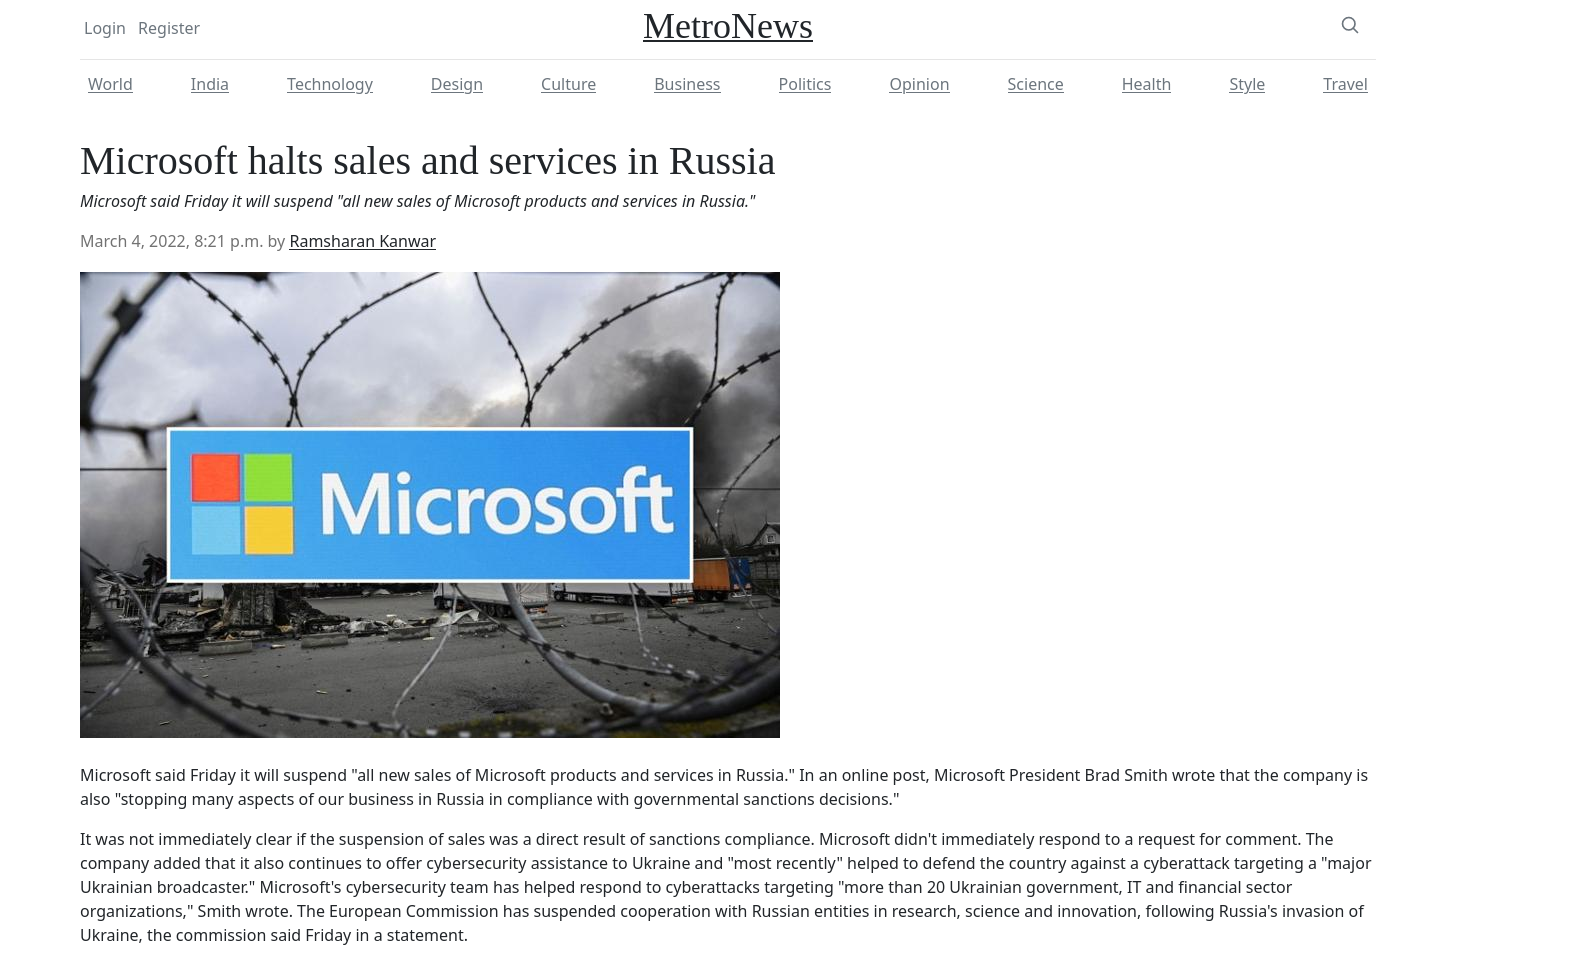 Login Register MetroNews
World India Technology Design Culture Business Politics Opinion Science Health Style Travel
Microsoft halts sales and services in Russia
Microsoft said Friday it will suspend "all new sales of Microsoft products and services in Russia."
March 4, 2022, 8:21 p.m. by Ramsharan Kanwar
Microsoft
Microsoft said Friday it will suspend "all new sales of Microsoft products and services in Russia." In an online post, Microsoft President Brad Smith wrote that the company is
also "stopping many aspects of our business in Russia in compliance with governmental sanctions decisions."
It was not immediately clear if the suspension of sales was a direct result of sanctions compliance. Microsoft didn't immediately respond to a request for comment. The
company added that it also continues to offer cybersecurity assistance to Ukraine and "most recently" helped to defend the country against a cyberattack targeting a "major
Ukrainian broadcaster." Microsoft's cybersecurity team has helped respond to cyberattacks targeting "more than 20 Ukrainian government, IT and financial sector
organizations," Smith wrote. The European Commission has suspended cooperation with Russian entities in research, science and innovation, following Russia's invasion of
Ukraine, the commission said Friday in a statement.